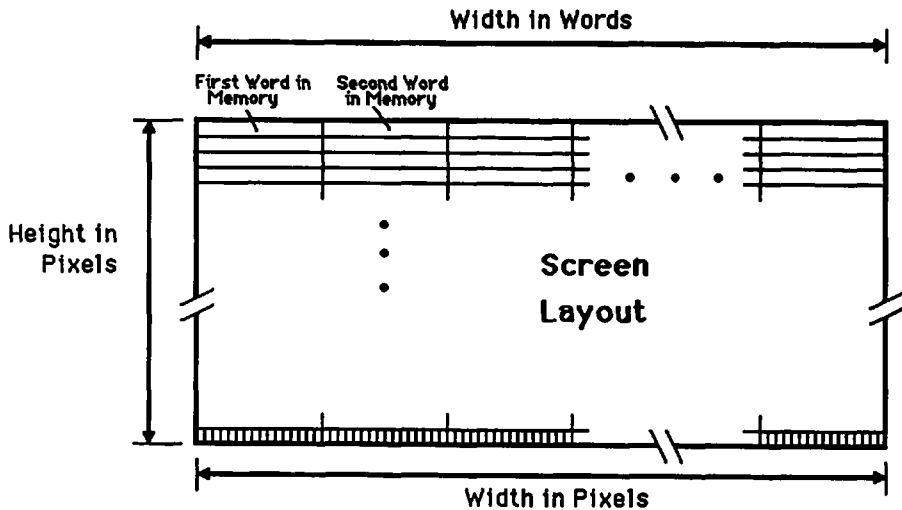 Width in Words
First Word in
Memory
Second Word
in Memory
Height in
Pixels
Screen
Layout
Width in Pixels